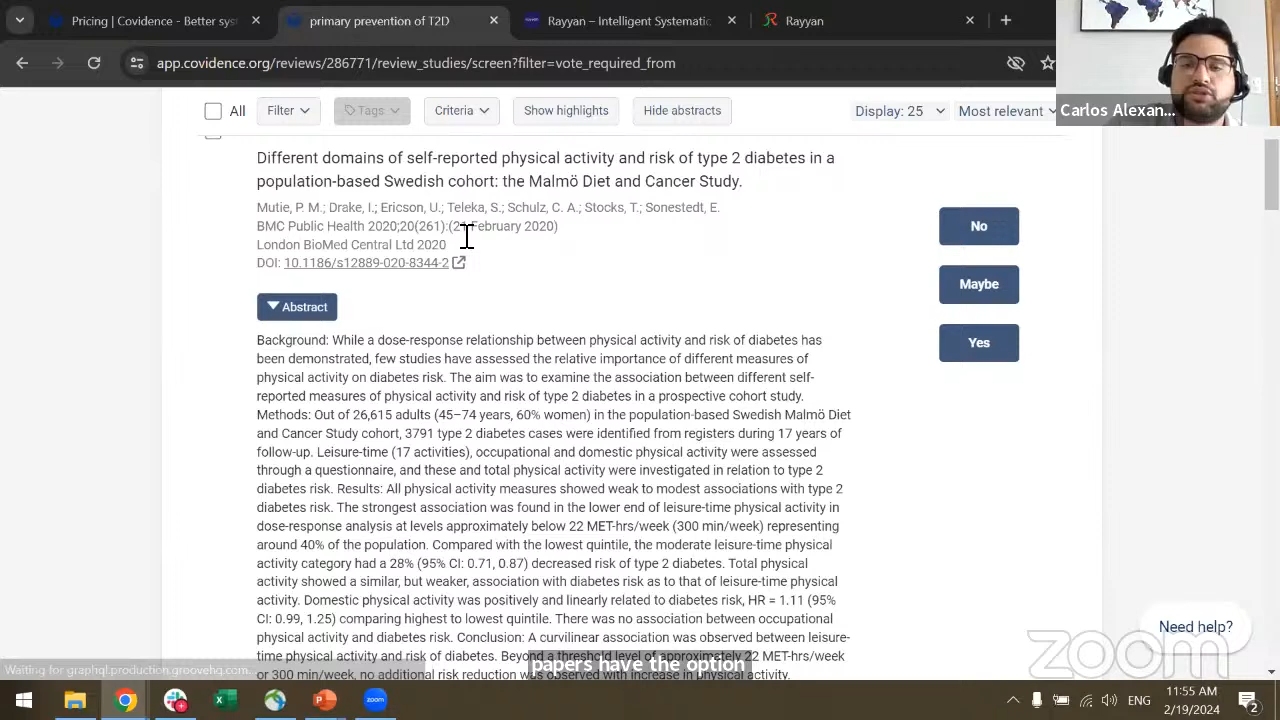 Pricing | Covidence - Better sys
primary prevention of T2D
Rayyan – Intelligent Systematic
Rayyan
app.covidence.org/reviews/286771/review_studies/screen?filter=vote_required_from
Carlos Alexan...
All
Filter
Tags
Criteria
Show highlights
Hide abstracts
Display: 25
Most relevant
Different domains of self-reported physical activity and risk of type 2 diabetes in a
population-based Swedish cohort: the Malmö Diet and Cancer Study.
Mutie, P. M.; Drake, I.; Ericson, U.; Teleka, S.; Schulz, C. A.; Stocks, T.; Sonestedt, E.
BMC Public Health 2020;20(261):( February 2020)
London BioMed Central Ltd 2020
DOI: 10.1186/s12889-020-8344-2
No
Maybe
Yes
Abstract
Background: While a dose-response relationship between physical activity and risk of diabetes has
been demonstrated, few studies have assessed the relative importance of different measures of
physical activity on diabetes risk. The aim was to examine the association between different self-
reported measures of physical activity and risk of type 2 diabetes in a prospective cohort study.
Methods: Out of 26,615 adults (45–74 years, 60% women) in the population-based Swedish Malmö Diet
and Cancer Study cohort, 3791 type 2 diabetes cases were identified from registers during 17 years of
follow-up. Leisure-time (17 activities), occupational and domestic physical activity were assessed
through a questionnaire, and these and total physical activity were investigated in relation to type 2
diabetes risk. Results: All physical activity measures showed weak to modest associations with type 2
diabetes risk. The strongest association was found in the lower end of leisure-time physical activity in
dose-response analysis at levels approximately below 22 MET-hrs/week (300 min/week) representing
around 40% of the population. Compared with the lowest quintile, the moderate leisure-time physical
activity category had a 28% (95% CI: 0.71, 0.87) decreased risk of type 2 diabetes. Total physical
activity showed a similar, but weaker, association with diabetes risk as to that of leisure-time physical
activity. Domestic physical activity was positively and linearly related to diabetes risk, HR = 1.11 (95%
CI: 0.99, 1.25) comparing highest to lowest quintile. There was no association between occupational
physical activity and diabetes risk. Conclusion: A curvilinear association was observed between leisure-
time physical activity and risk of diabetes. Beyond a threshold level of approximately 22 MET-hrs/week
or 300 min/week, no additional risk reduction was observed with increase in physical activity.
Need help?
zoom
Waiting for graphql.production.groovehq.com...
papers have the option
zoom
ENG
11:55 AM
2/19/2024
2